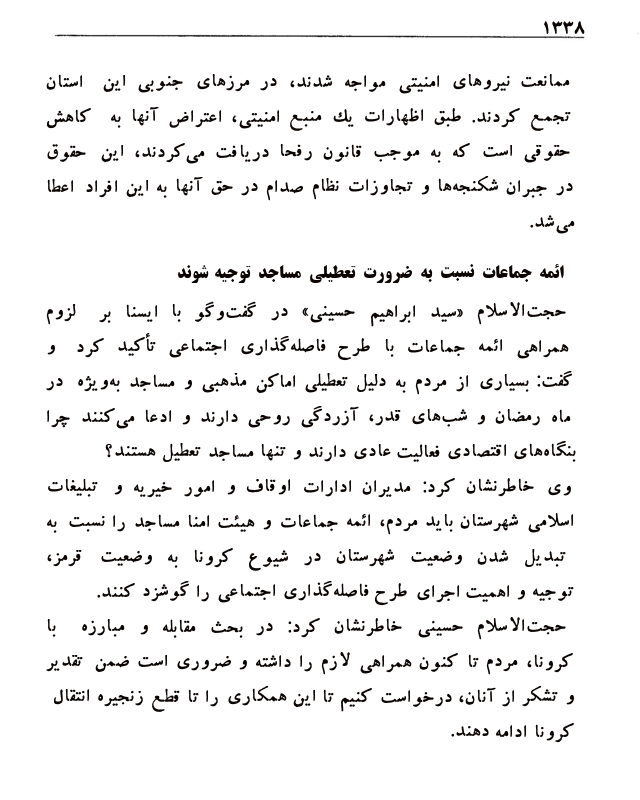 ۱۳۳۸
ممانعت نیروهای امنیتی مواجه شدند، در مرزهای جنوبی این استان
تجمع کردند. طبق اظهارات یك منبع امنیتی، اعتراض آنها به کاهش
حقوقی است که به موجب قانون رفحا دریافت می‌کردند، این حقوق
در جبران شکنجه‌ها و تجاوزات نظام صدام در حق آنها به این افراد اعطا
می‌شد.
ائمه جماعات نسبت به ضرورت تعطیلی مساجد توجیه شوند
حجت‌الاسلام «سید ابراهیم حسینی» در گفت‌وگو با ایسنا بر لزوم
همراهی ائمه جماعات با طرح فاصله‌گذاری اجتماعی تأکید کرد و
گفت: بسیاری از مردم به دلیل تعطیلی اماکن مذهبی و مساجد به‌ویژه در
ماه رمضان و شب‌های قدر، آزردگی روحی دارند و ادعا می‌کنند چرا
بنگاه‌های اقتصادی فعالیت عادی دارند و تنها مساجد تعطیل هستند؟
وی خاطرنشان کرد: مدیران ادارات اوقاف و امور خیریه و تبلیغات
اسلامی شهرستان باید مردم، ائمه جماعات و هیئت امنا مساجد را نسبت به
تبدیل شدن وضعیت شهرستان در شیوع کرونا به وضعیت قرمز،
توجیه و اهمیت اجرای طرح فاصله‌گذاری اجتماعی را گوشزد کنند.
حجت‌الاسلام حسینی خاطرنشان کرد: در بحث مقابله و مبارزه با
کرونا، مردم تا کنون همراهی لازم را داشته و ضروری است ضمن تقدیر
و تشکر از آنان، درخواست کنیم تا این همکاری را تا قطع زنجیره انتقال
کرونا ادامه دهند.